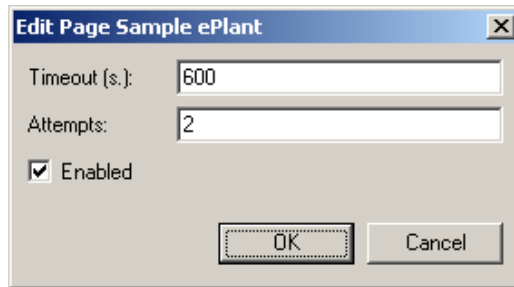 Edit Page Sample ePlant
Timeout (s.): 600
Attempts: 2
Enabled
OK Cancel